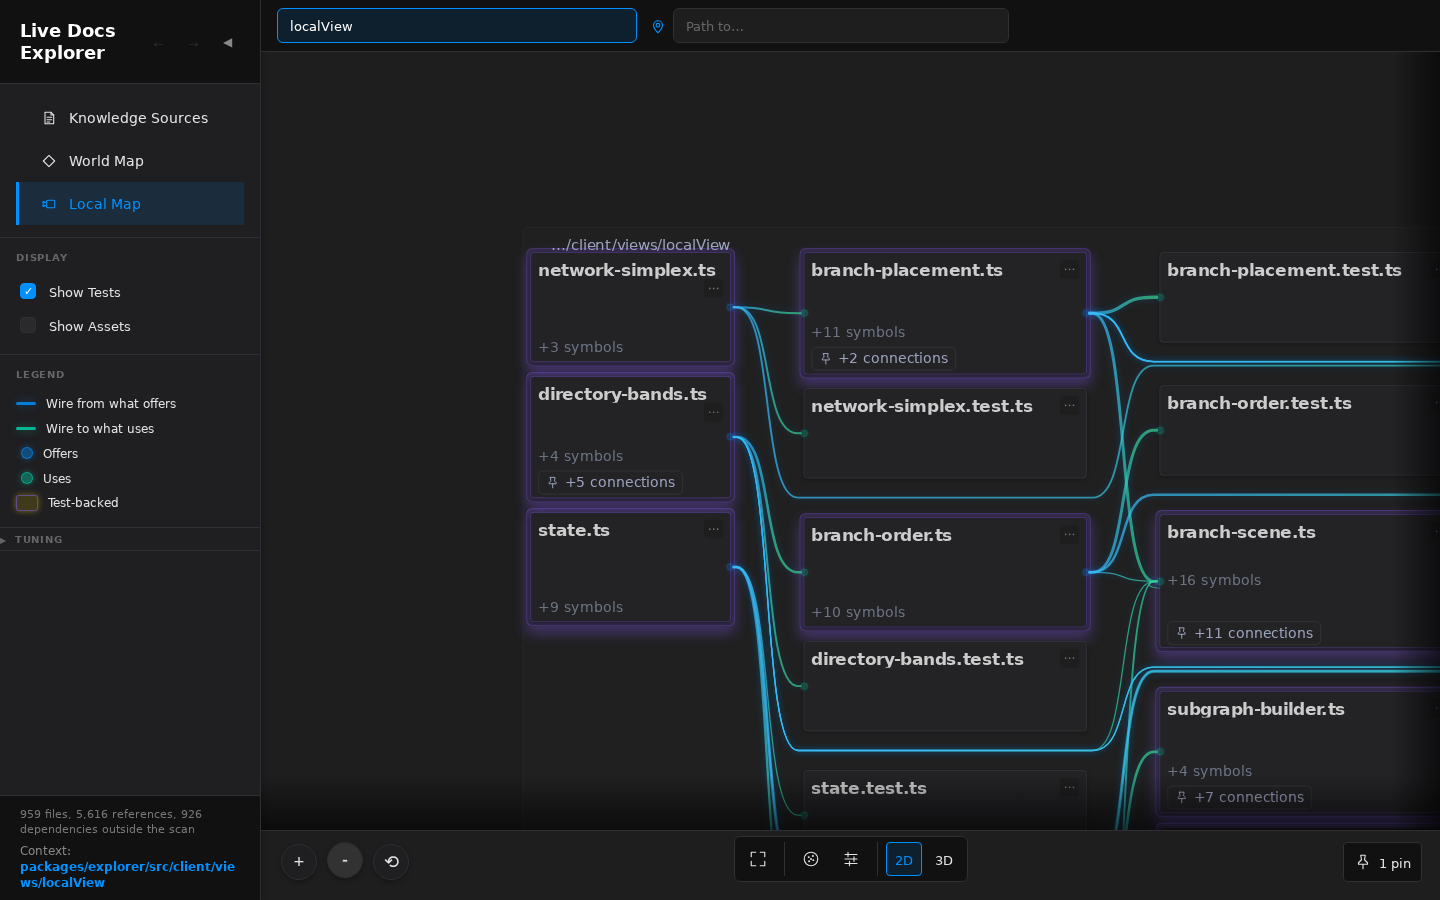 Live Docs
Explorer
Knowledge Sources
World Map
Local Map
DISPLAY
Show Tests
Show Assets
LEGEND
Wire from what offers
Wire to what uses
Offers
Uses
Test-backed
TUNING
959 files, 5,616 references, 926
dependencies outside the scan
Context:
packages/explorer/src/client/vie
ws/localView
localView
Path to...
.../client/views/localView
network-simplex.ts
+3 symbols
directory-bands.ts
+4 symbols
+5 connections
state.ts
+9 symbols
branch-placement.ts
+11 symbols
+2 connections
network-simplex.test.ts
branch-order.ts
+10 symbols
directory-bands.test.ts
state.test.ts
branch-placement.test.ts
branch-order.test.ts
branch-scene.ts
+16 symbols
+11 connections
subgraph-builder.ts
+4 symbols
+7 connections
2D
3D
1 pin